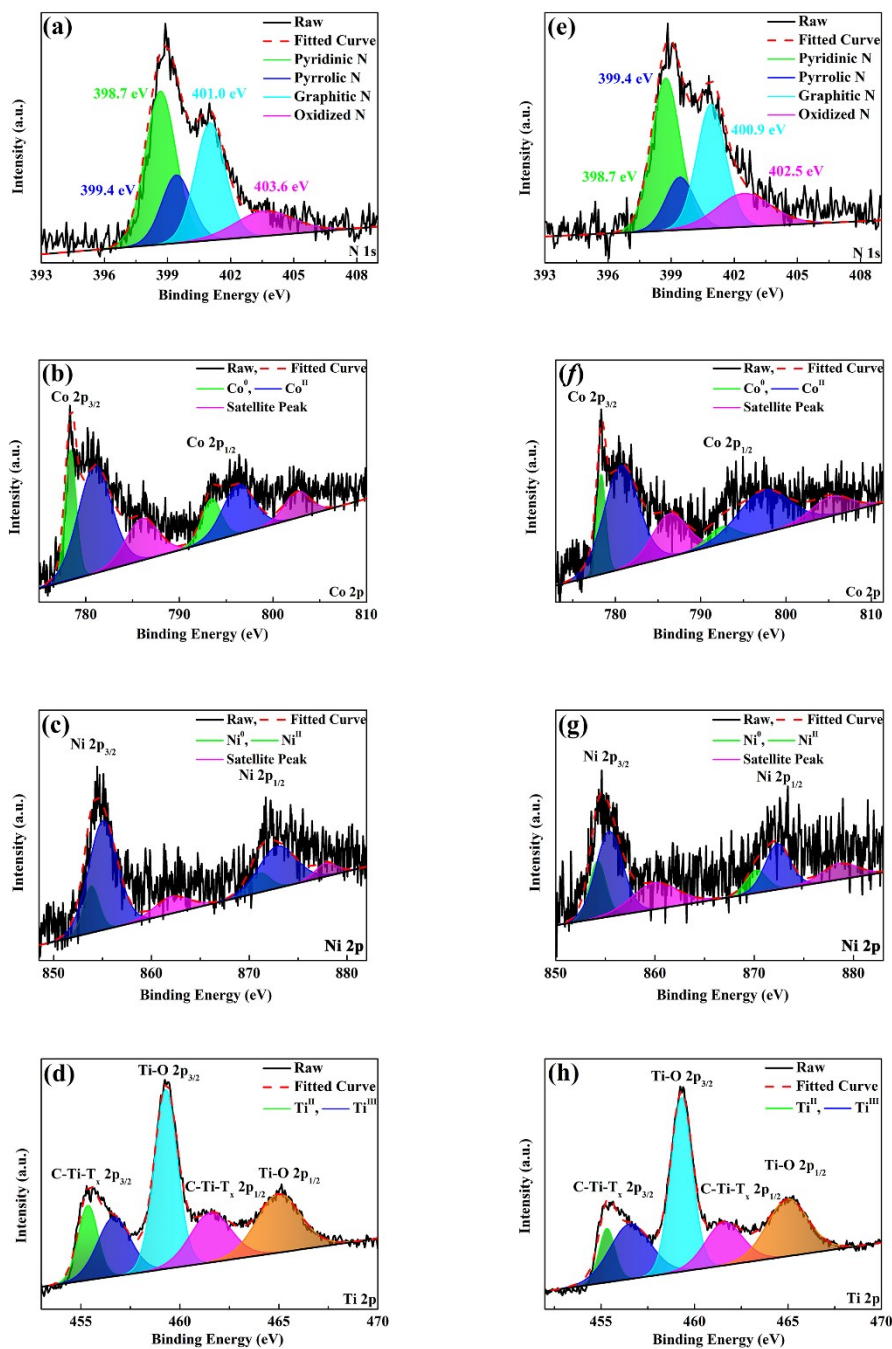 (a)
Raw
Fitted Curve
Pyridinic N
Pyrrolic N
Graphitic N
Oxidized N
398.7 eV
401.0 eV
399.4 eV
403.6 eV
Intensity (a.u.)
N 1s
393 396 399 402 405 408
Binding Energy (eV)
(e)
Raw
Fitted Curve
Pyridinic N
Pyrrolic N
Graphitic N
Oxidized N
399.4 eV
400.9 eV
398.7 eV
402.5 eV
Intensity (a.u.)
N 1s
393 396 399 402 405 408
Binding Energy (eV)
(b)
Raw, Fitted Curve
Co⁰, Coᴵᴵ
Satellite Peak
Co 2p₃/₂
Co 2p₁/₂
Intensity (a.u.)
Co 2p
780 790 800 810
Binding Energy (eV)
(f)
Raw, Fitted Curve
Co⁰, Coᴵᴵ
Satellite Peak
Co 2p₃/₂
Co 2p₁/₂
Intensity (a.u.)
Co 2p
780 790 800 810
Binding Energy (eV)
(c)
Raw, Fitted Curve
Ni⁰, Niᴵᴵ
Satellite Peak
Ni 2p₃/₂
Ni 2p₁/₂
Intensity (a.u.)
Ni 2p
850 860 870 880
Binding Energy (eV)
(g)
Raw, Fitted Curve
Ni⁰, Niᴵᴵ
Satellite Peak
Ni 2p₃/₂
Ni 2p₁/₂
Intensity (a.u.)
Ni 2p
850 860 870 880
Binding Energy (eV)
(d)
Raw
Fitted Curve
Tiᴵᴵ, Tiᴵᴵᴵ
Ti-O 2p₃/₂
C-Ti-Tₓ 2p₃/₂
C-Ti-Tₓ 2p₁/₂
Ti-O 2p₁/₂
Intensity (a.u.)
Ti 2p
455 460 465 470
Binding Energy (eV)
(h)
Raw
Fitted Curve
Tiᴵᴵ, Tiᴵᴵᴵ
Ti-O 2p₃/₂
C-Ti-Tₓ 2p₃/₂
C-Ti-Tₓ 2p₁/₂
Ti-O 2p₁/₂
Intensity (a.u.)
Ti 2p
455 460 465 470
Binding Energy (eV)